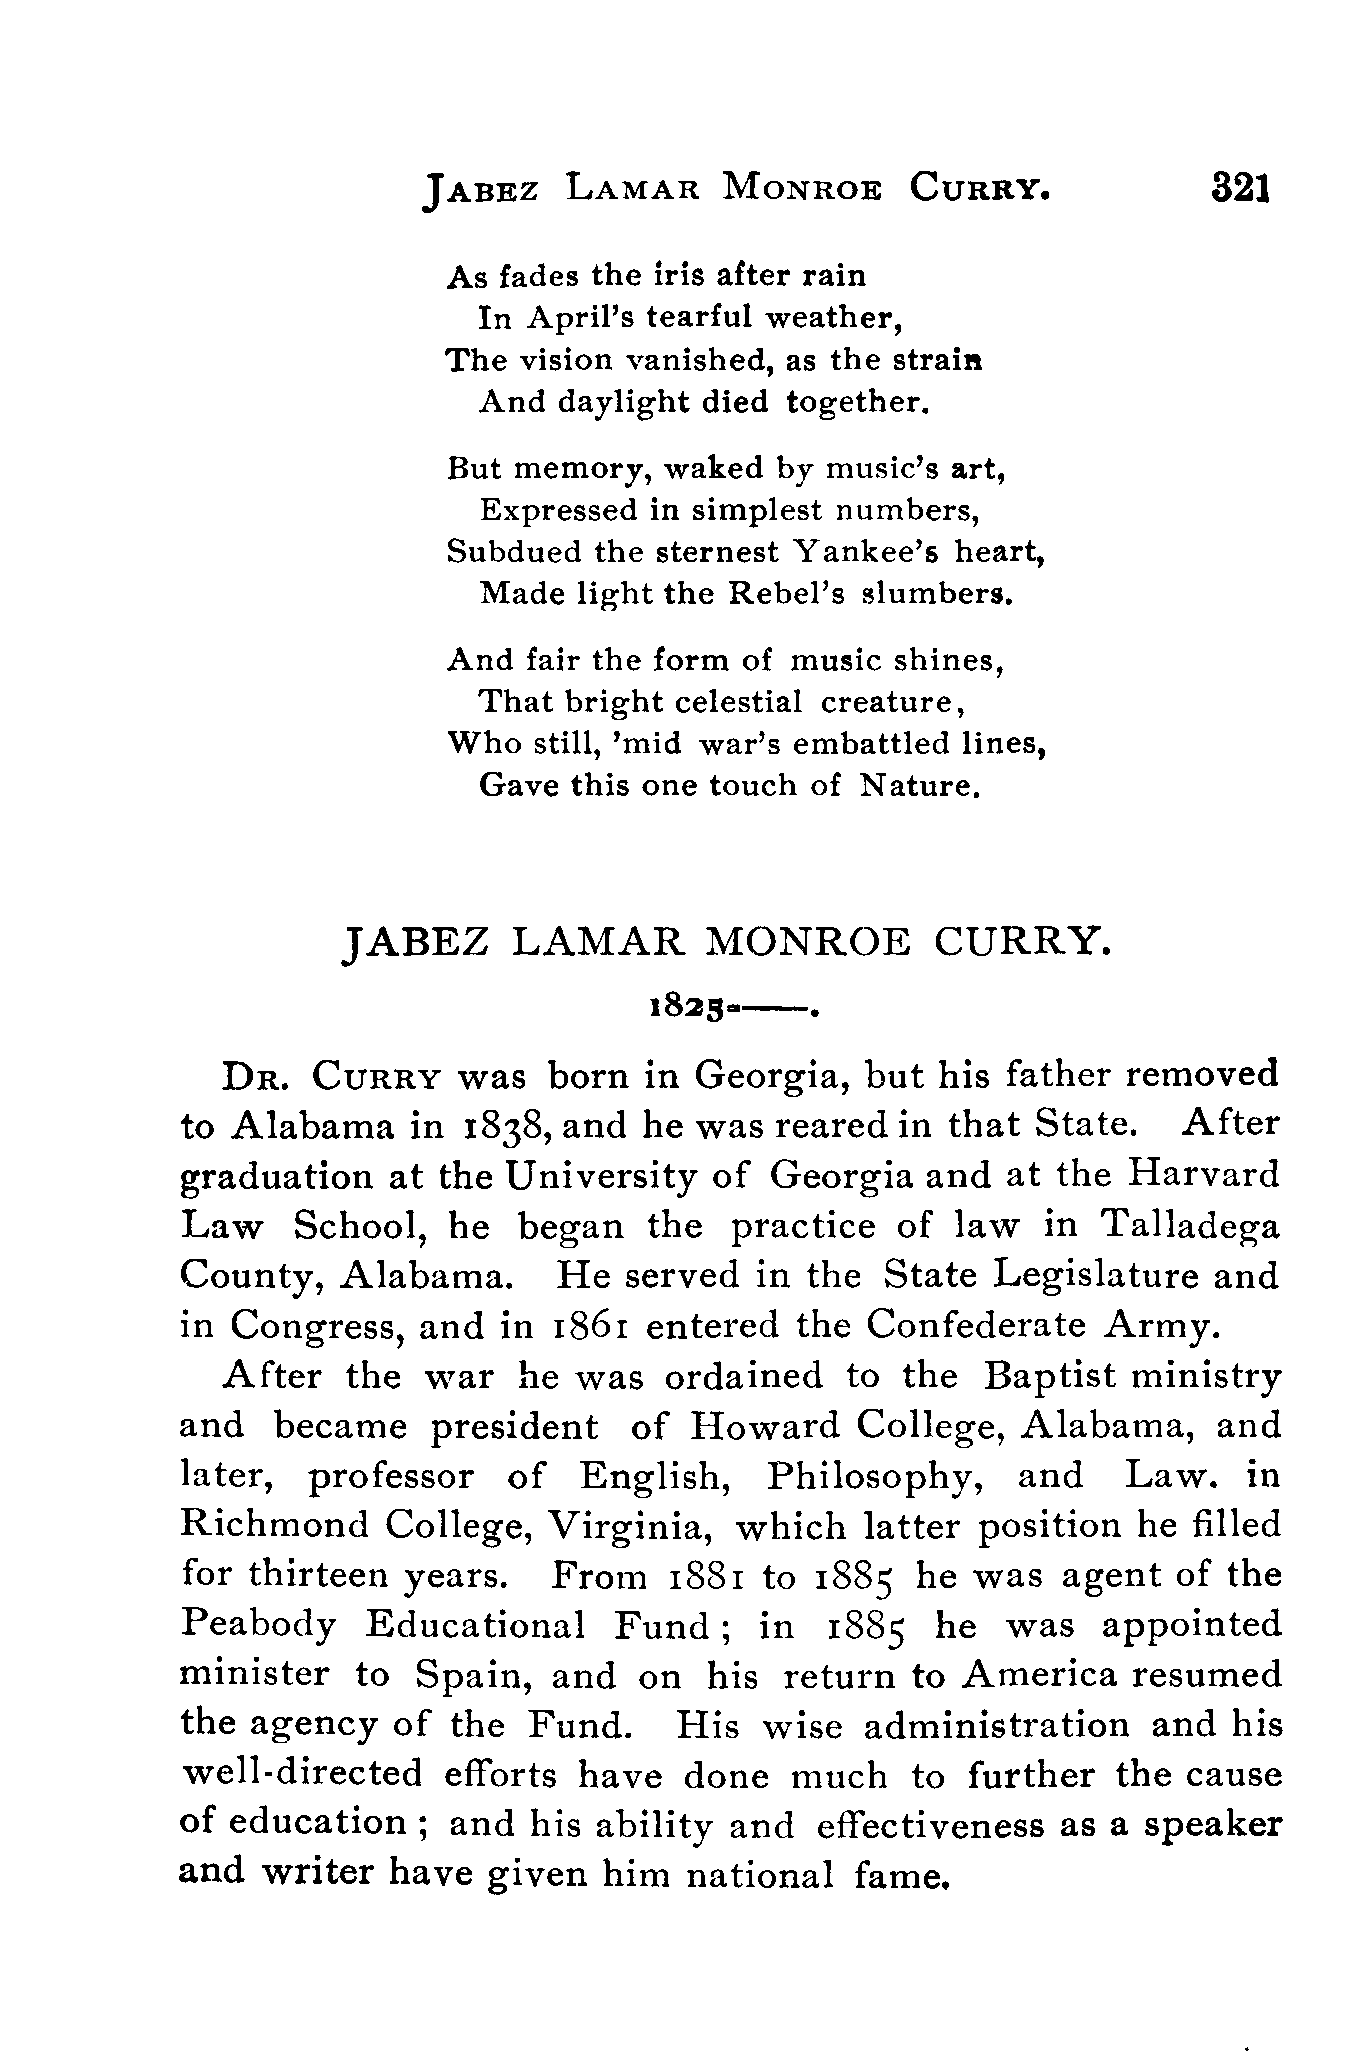 JABEZ LAMAR MONROE CURRY. 321
As fades the iris after rain
In April's tearful weather,
The vision vanished, as the strain
And daylight died together.
But memory, waked by music's art,
Expressed in simplest numbers,
Subdued the sternest Yankee's heart,
Made light the Rebel's slumbers.
And fair the form of music shines,
That bright celestial creature,
Who still, 'mid war's embattled lines,
Gave this one touch of Nature.
JABEZ LAMAR MONROE CURRY.
1825-——.
DR. CURRY was born in Georgia, but his father removed
to Alabama in 1838, and he was reared in that State. After
graduation at the University of Georgia and at the Harvard
Law School, he began the practice of law in Talladega
County, Alabama. He served in the State Legislature and
in Congress, and in 1861 entered the Confederate Army.
After the war he was ordained to the Baptist ministry
and became president of Howard College, Alabama, and
later, professor of English, Philosophy, and Law. in
Richmond College, Virginia, which latter position he filled
for thirteen years. From 1881 to 1885 he was agent of the
Peabody Educational Fund; in 1885 he was appointed
minister to Spain, and on his return to America resumed
the agency of the Fund. His wise administration and his
well-directed efforts have done much to further the cause
of education; and his ability and effectiveness as a speaker
and writer have given him national fame.